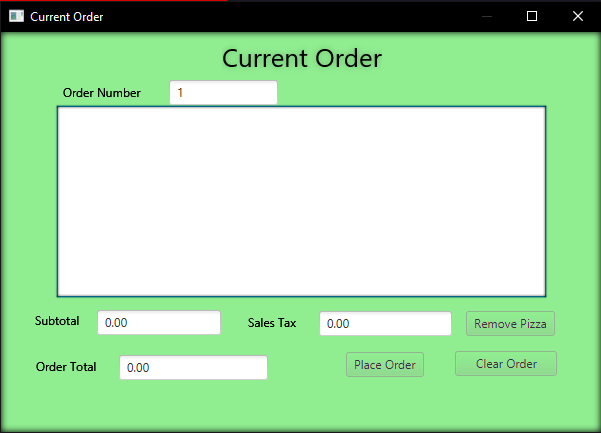 Current Order
Current Order
Order Number 1
Subtotal 0.00 Sales Tax 0.00 Remove Pizza
Order Total 0.00 Place Order Clear Order